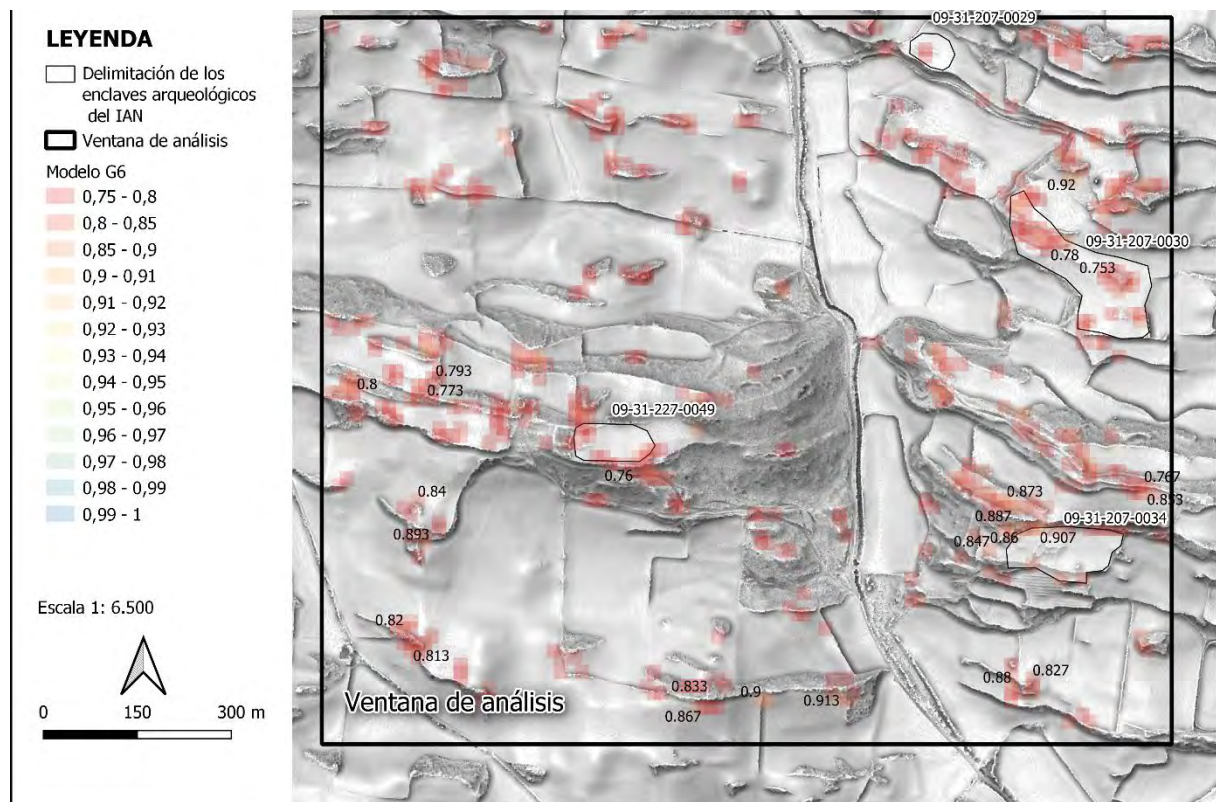 LEYENDA
Delimitación de los
enclaves arqueológicos
del IAN
Ventana de análisis
Modelo G6
0,75 - 0,8
0,8 - 0,85
0,85 - 0,9
0,9 - 0,91
0,91 - 0,92
0,92 - 0,93
0,93 - 0,94
0,94 - 0,95
0,95 - 0,96
0,96 - 0,97
0,97 - 0,98
0,98 - 0,99
0,99 - 1
Escala 1: 6.500
0 150 300 m
09-31-207-0029
0.92
09-31-207-0030
0.78
0.753
0.793
0.8
0.773
09-31-227-0049
0.76
0.767
0.84
0.873
0.853
0.887
09-31-207-0034
0.893
0.847
0.86
0.907
0.82
0.813
0.827
0.88
0.833
0.9
0.913
Ventana de análisis
0.867